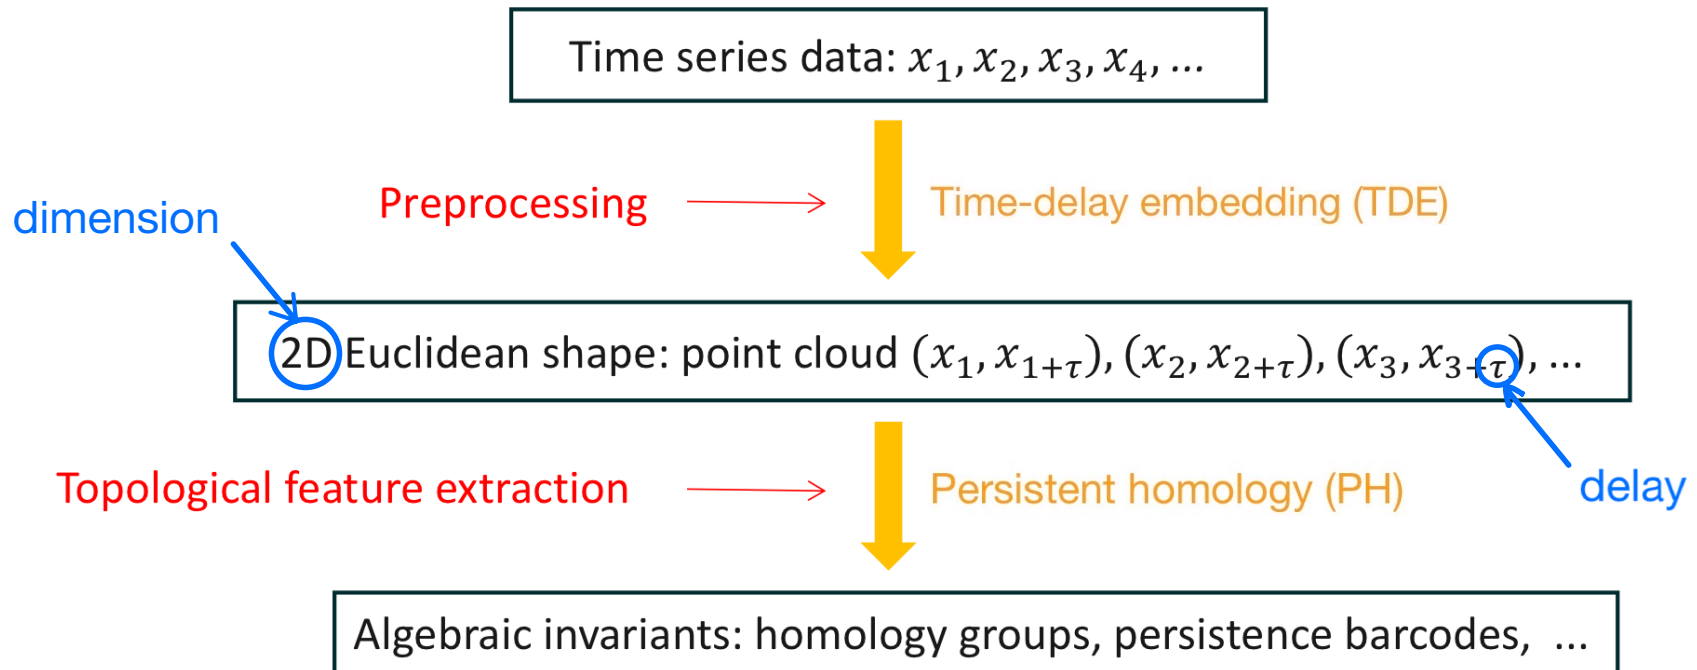 Time series data: x₁, x₂, x₃, x₄, ...
Preprocessing
Time-delay embedding (TDE)
dimension
2D Euclidean shape: point cloud (x₁, x₁₊τ), (x₂, x₂₊τ), (x₃, x₃₊τ), ...
Topological feature extraction
Persistent homology (PH)
delay
Algebraic invariants: homology groups, persistence barcodes, ...